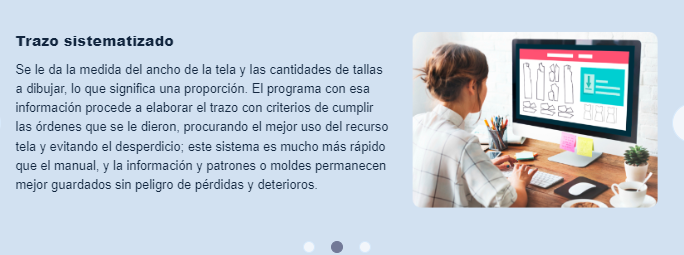 Trazo sistematizado
Se le da la medida del ancho de la tela y las cantidades de tallas
a dibujar, lo que significa una proporción. El programa con esa
información procede a elaborar el trazo con criterios de cumplir
las órdenes que se le dieron, procurando el mejor uso del recurso
tela y evitando el desperdicio; este sistema es mucho más rápido
que el manual, y la información y patrones o moldes permanecen
mejor guardados sin peligro de pérdidas y deterioros.